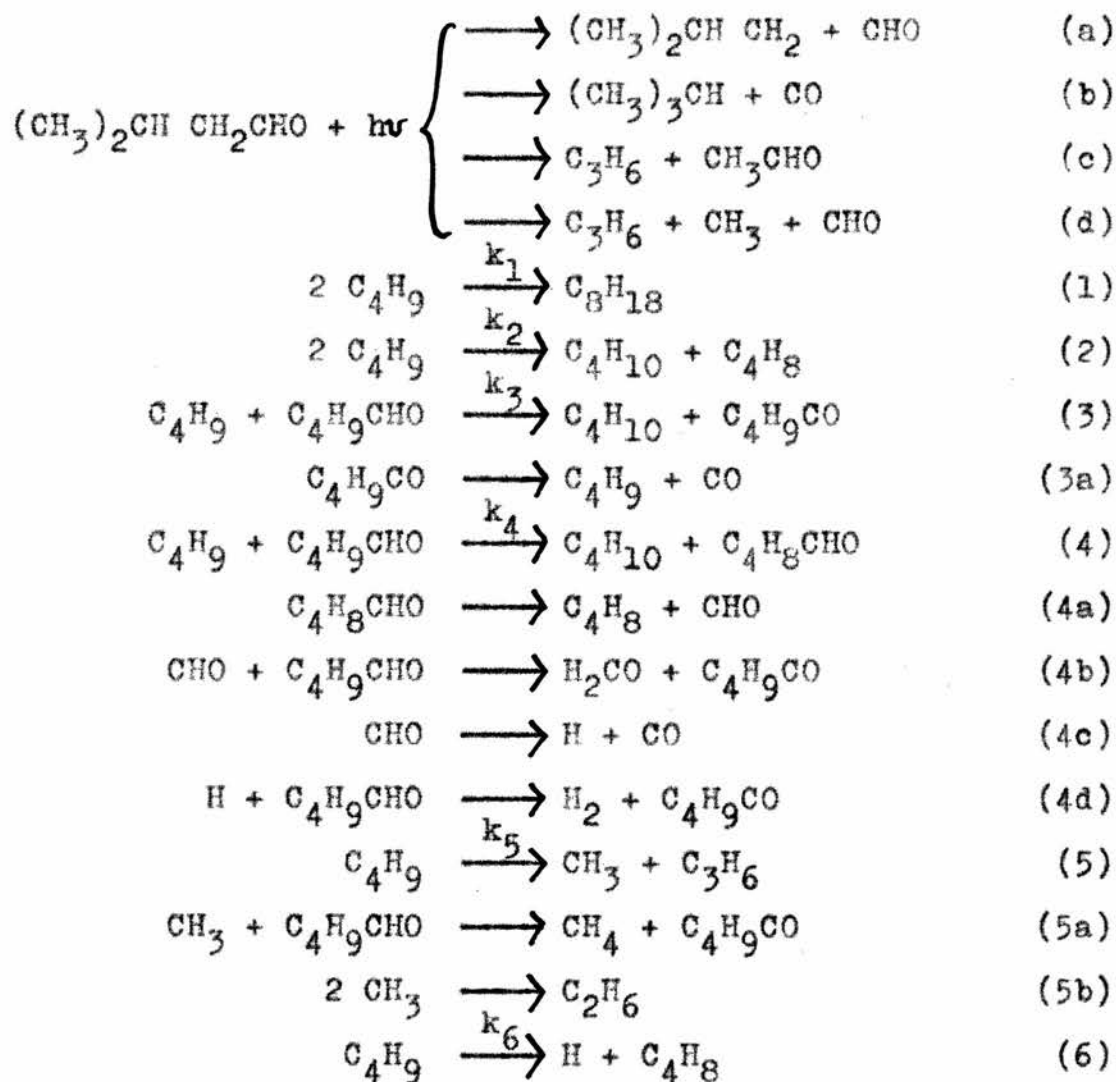 ⟶ (CH₃)₂CH CH₂ + CHO (a)
⟶ (CH₃)₃CH + CO (b)
(CH₃)₂CH CH₂CHO + hν
⟶ C₃H₆ + CH₃CHO (c)
⟶ C₃H₆ + CH₃ + CHO (d)
2 C₄H₉ k₁⟶ C₈H₁₈ (1)
2 C₄H₉ k₂⟶ C₄H₁₀ + C₄H₈ (2)
C₄H₉ + C₄H₉CHO k₃⟶ C₄H₁₀ + C₄H₉CO (3)
C₄H₉CO ⟶ C₄H₉ + CO (3a)
C₄H₉ + C₄H₉CHO k₄⟶ C₄H₁₀ + C₄H₈CHO (4)
C₄H₈CHO ⟶ C₄H₈ + CHO (4a)
CHO + C₄H₉CHO ⟶ H₂CO + C₄H₉CO (4b)
CHO ⟶ H + CO (4c)
H + C₄H₉CHO ⟶ H₂ + C₄H₉CO (4d)
C₄H₉ k₅⟶ CH₃ + C₃H₆ (5)
CH₃ + C₄H₉CHO ⟶ CH₄ + C₄H₉CO (5a)
2 CH₃ ⟶ C₂H₆ (5b)
C₄H₉ k₆⟶ H + C₄H₈ (6)